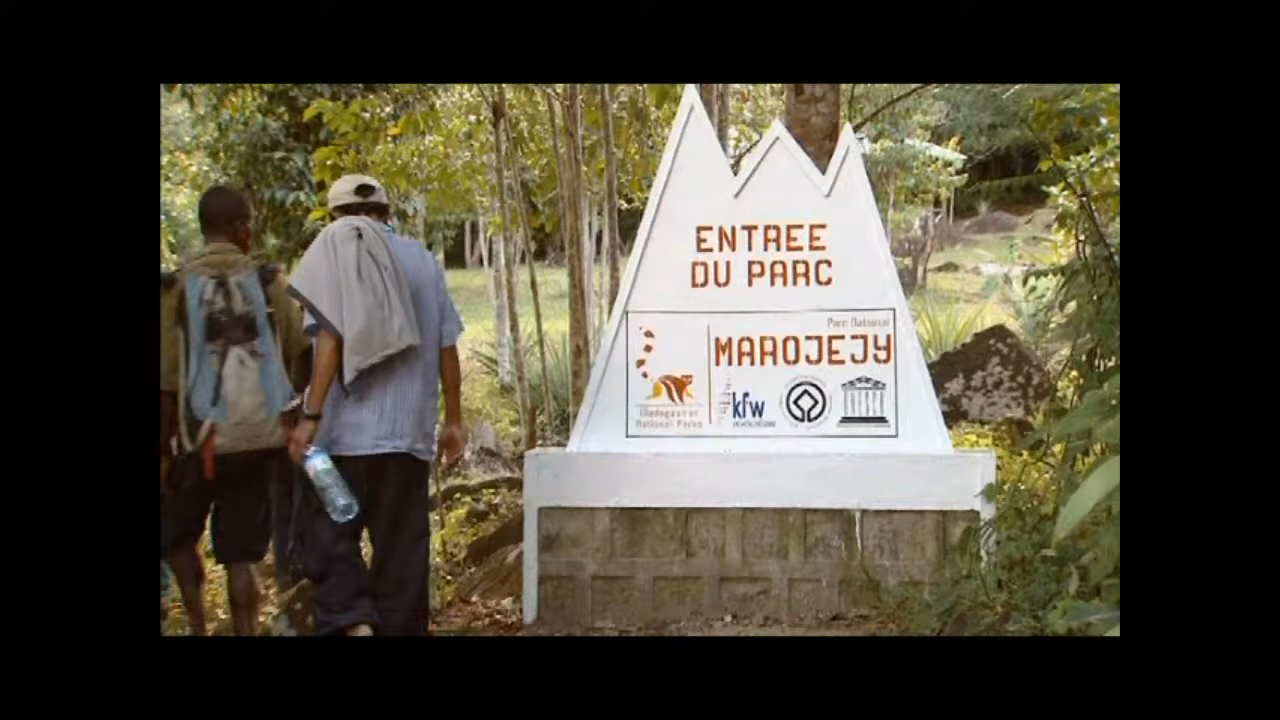 ENTREE
DU PARC
Parc National
MAROJEJY
Madagascar
National Parks
kfw